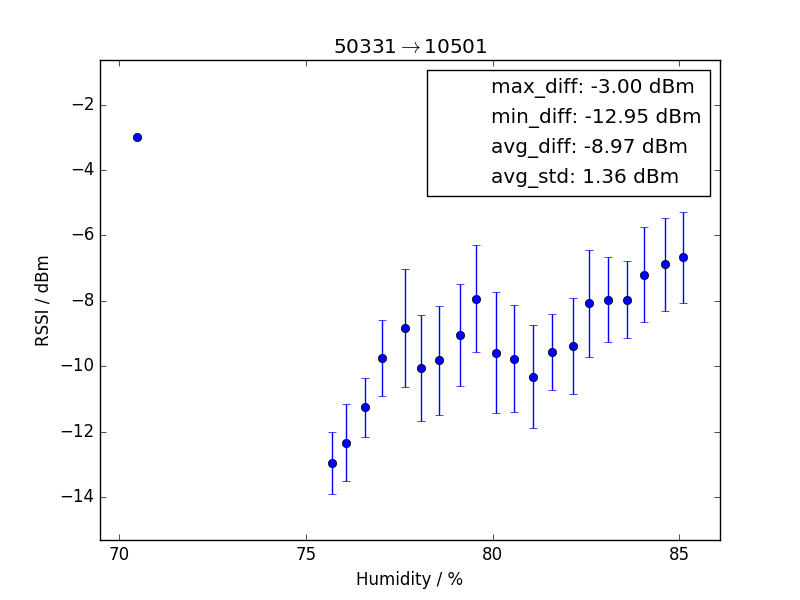 50331→10501
max_diff: -3.00 dBm
min_diff: -12.95 dBm
avg_diff: -8.97 dBm
avg_std: 1.36 dBm
RSSI / dBm
−2
−4
−6
−8
−10
−12
−14
70 75 80 85
Humidity / %